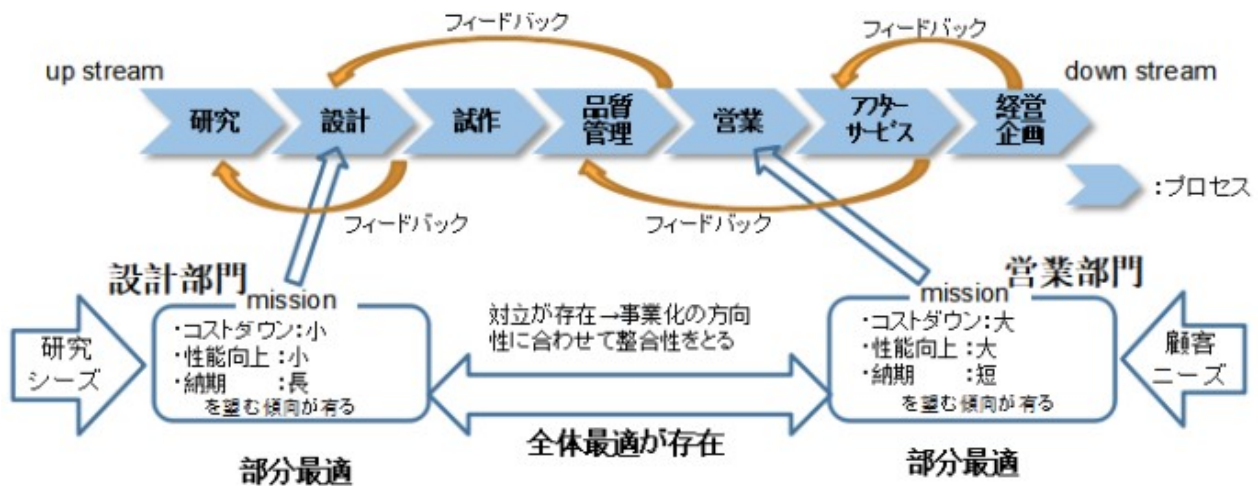 フィードバック
フィードバック
up stream
down stream
研究
設計
試作
品質
管理
営業
アフター
サービス
経営
企画
:プロセス
フィードバック
フィードバック
設計部門
営業部門
mission
・コストダウン:小
・性能向上:小
・納期 :長
を望む傾向が有る
研究
シーズ
対立が存在→事業化の方向
性に合わせて整合性をとる
全体最適が存在
mission
・コストダウン:大
・性能向上:大
・納期 :短
を望む傾向が有る
顧客
ニーズ
部分最適
部分最適